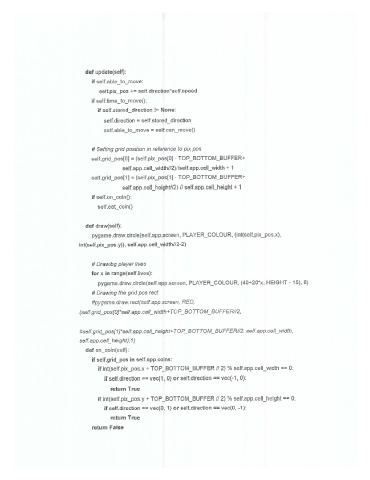 def update(self):
if self.able_to_move:
self.pix_pos += self.direction*self.speed
if self.time_to_move():
if self.stored_direction != None:
self.direction = self.stored_direction
self.able_to_move = self.can_move()
# Setting grid position in reference to pix pos
self.grid_pos[0] = (self.pix_pos[0] - TOP_BOTTOM_BUFFER+
self.app.cell_width//2)//self.app.cell_width + 1
self.grid_pos[1] = (self.pix_pos[1] - TOP_BOTTOM_BUFFER+
self.app.cell_height//2) // self.app.cell_height + 1
if self.on_coin():
self.eat_coin()
def draw(self):
pygame.draw.circle(self.app.screen, PLAYER_COLOUR, (int(self.pix_pos.x),
int(self.pix_pos.y)), self.app.cell_width//2-2)
# Drawing player lives
for x in range(self.lives):
pygame.draw.circle(self.app.screen, PLAYER_COLOUR, (40+20*x, HEIGHT - 15), 6)
# Drawing the grid pos rect
#pygame.draw.rect(self.app.screen, RED,
(self.grid_pos[0]*self.app.cell_width+TOP_BOTTOM_BUFFER//2,
#self.grid_pos[1]*self.app.cell_height+TOP_BOTTOM_BUFFER//2, self.app.cell_width,
self.app.cell_height),1)
def on_coin(self):
if self.grid_pos in self.app.coins:
if int(self.pix_pos.x + TOP_BOTTOM_BUFFER // 2) % self.app.cell_width == 0:
if self.direction == vec(1, 0) or self.direction == vec(-1, 0):
return True
if int(self.pix_pos.y + TOP_BOTTOM_BUFFER // 2) % self.app.cell_height == 0:
if self.direction == vec(0, 1) or self.direction == vec(0, -1):
return True
return False